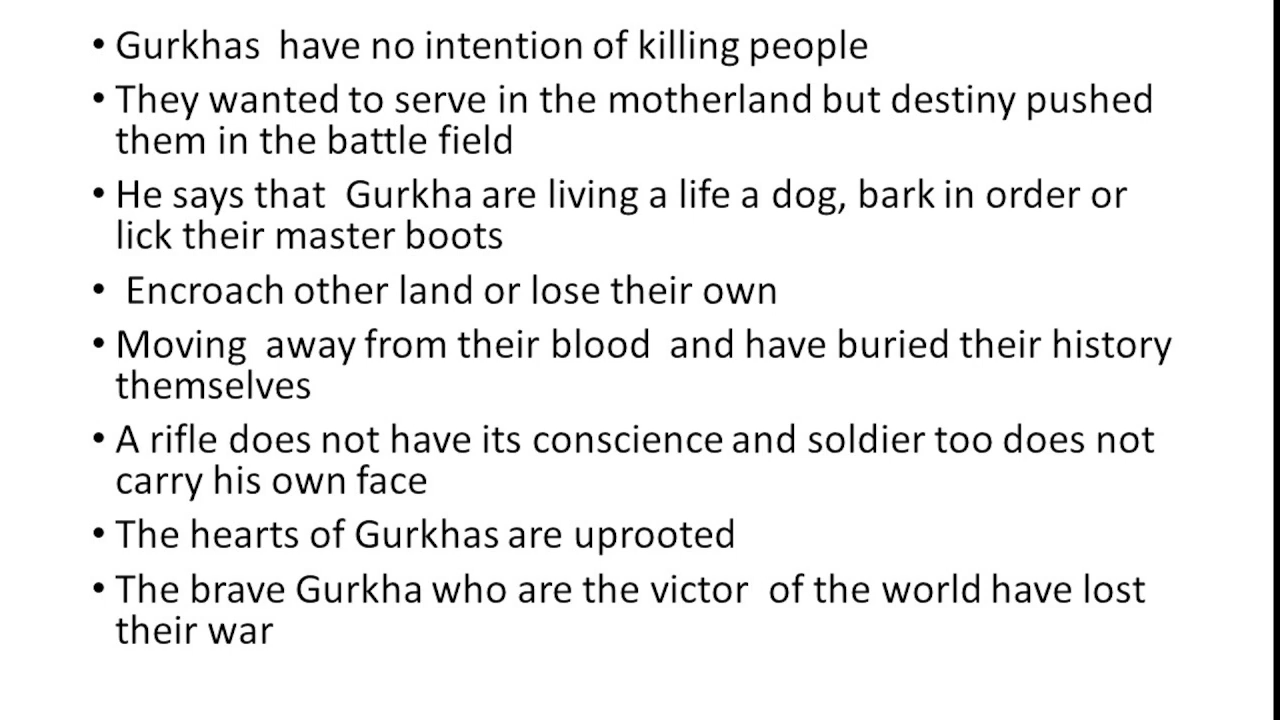 • Gurkhas  have no intention of killing people
• They wanted to serve in the motherland but destiny pushed
them in the battle field
• He says that  Gurkha are living a life a dog, bark in order or
lick their master boots
•  Encroach other land or lose their own
• Moving  away from their blood  and have buried their history
themselves
• A rifle does not have its conscience and soldier too does not
carry his own face
• The hearts of Gurkhas are uprooted
• The brave Gurkha who are the victor  of the world have lost
their war